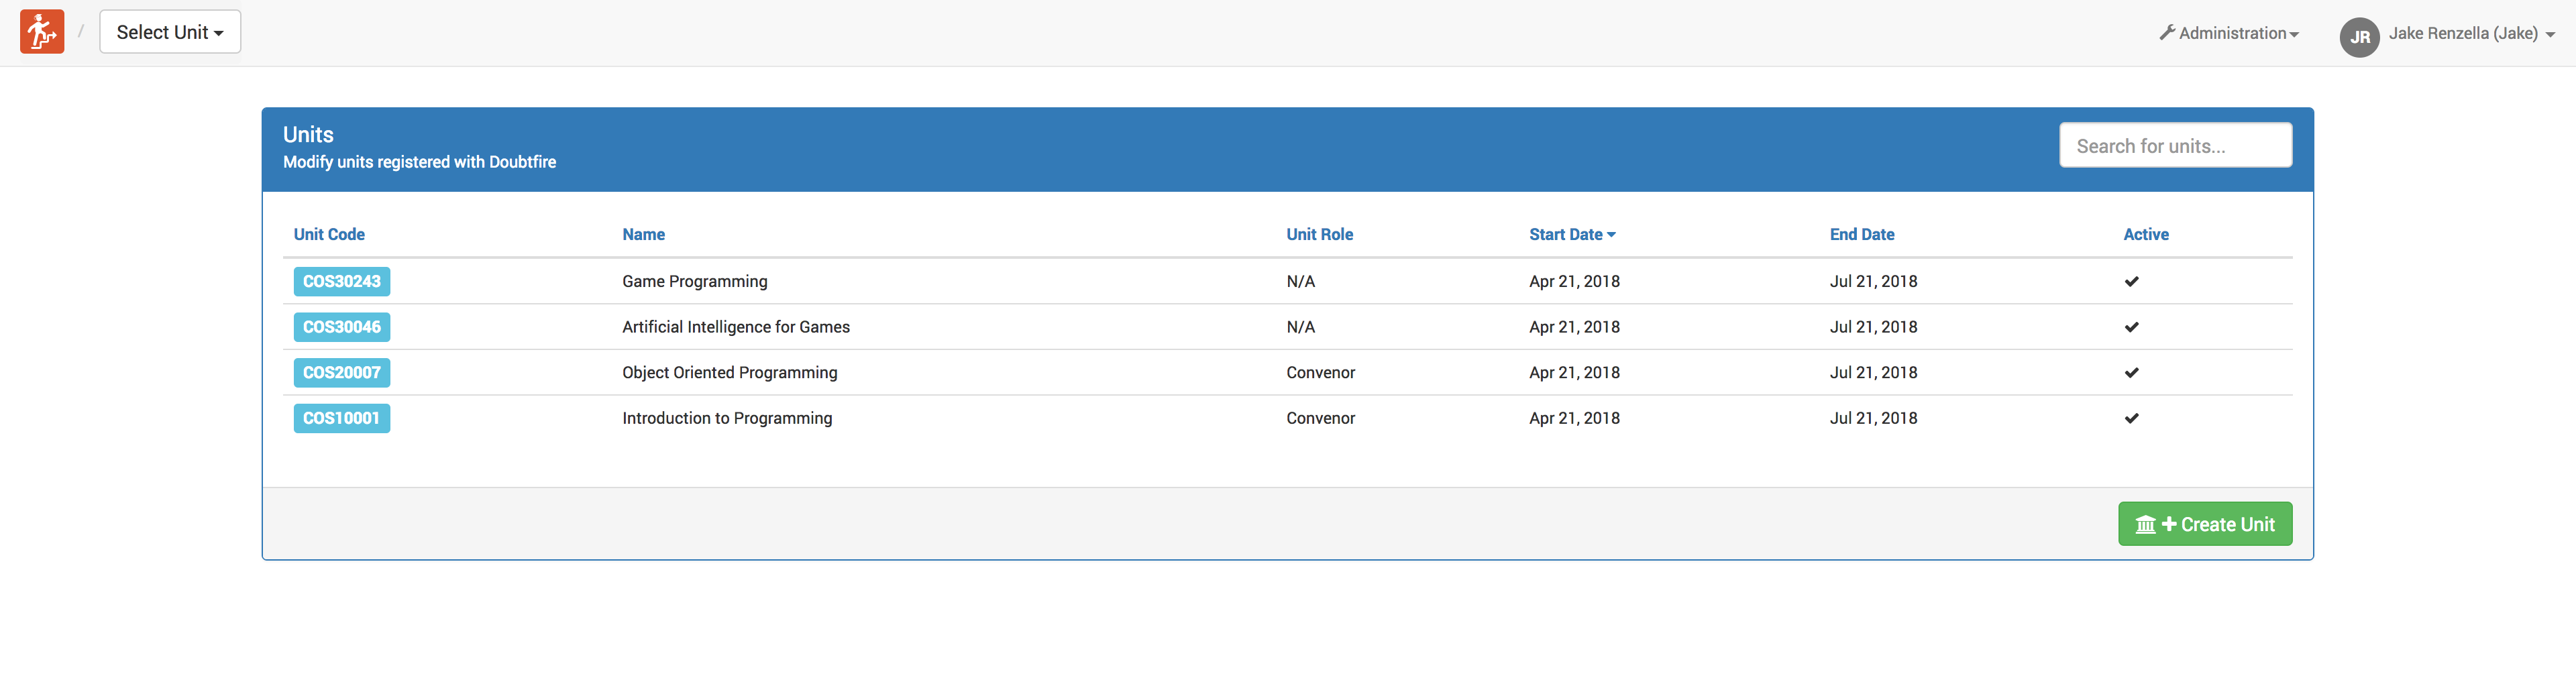 / Select Unit Administration JR Jake Renzella (Jake)
Units
Modify units registered with Doubtfire
Search for units...
Unit Code Name Unit Role Start Date End Date Active
COS30243 Game Programming N/A Apr 21, 2018 Jul 21, 2018
COS30046 Artificial Intelligence for Games N/A Apr 21, 2018 Jul 21, 2018
COS20007 Object Oriented Programming Convenor Apr 21, 2018 Jul 21, 2018
COS10001 Introduction to Programming Convenor Apr 21, 2018 Jul 21, 2018
Create Unit